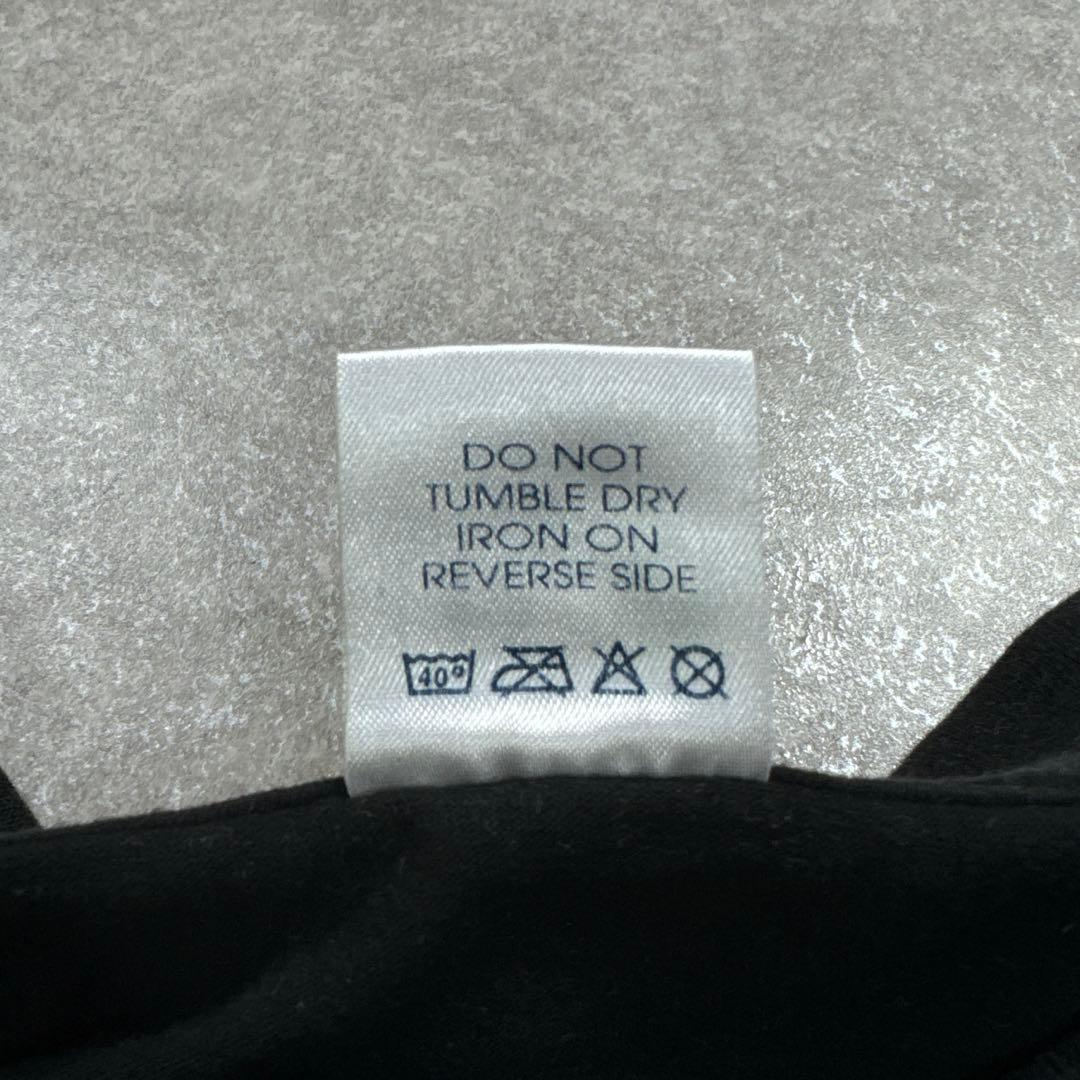 DO NOT
TUMBLE DRY
IRON ON
REVERSE SIDE
40°